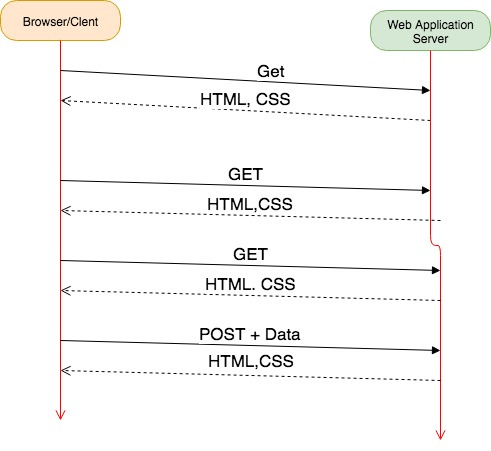 Browser/Clent
Web Application
Server
Get
HTML, CSS
GET
HTML,CSS
GET
HTML. CSS
POST + Data
HTML,CSS